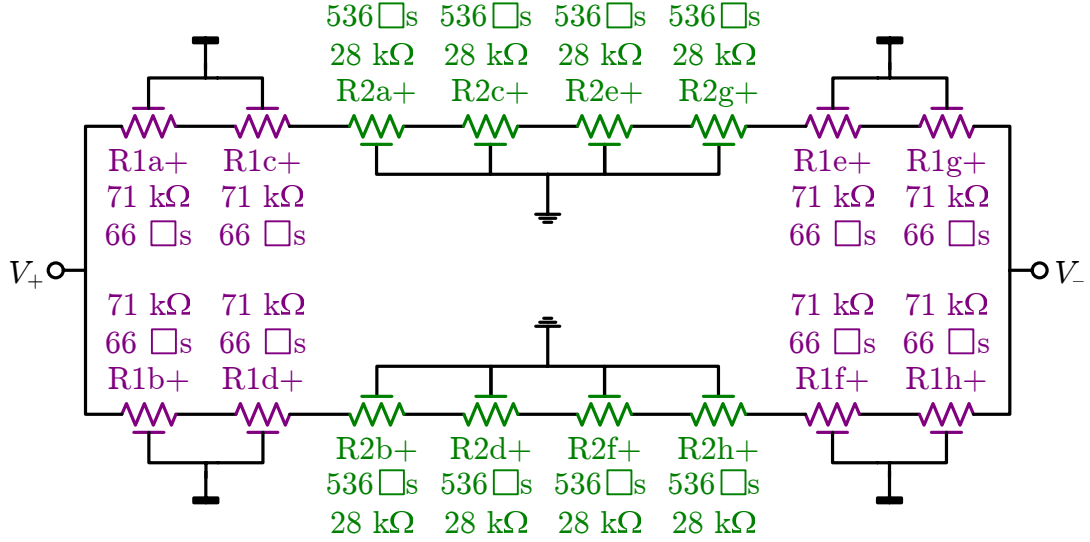 536 □s 536 □s 536 □s 536 □s
28 kΩ 28 kΩ 28 kΩ 28 kΩ
R2a+ R2c+ R2e+ R2g+
R1a+ R1c+ R1e+ R1g+
71 kΩ 71 kΩ 71 kΩ 71 kΩ
66 □s 66 □s 66 □s 66 □s
V+ V−
71 kΩ 71 kΩ 71 kΩ 71 kΩ
66 □s 66 □s 66 □s 66 □s
R1b+ R1d+ R1f+ R1h+
R2b+ R2d+ R2f+ R2h+
536 □s 536 □s 536 □s 536 □s
28 kΩ 28 kΩ 28 kΩ 28 kΩ